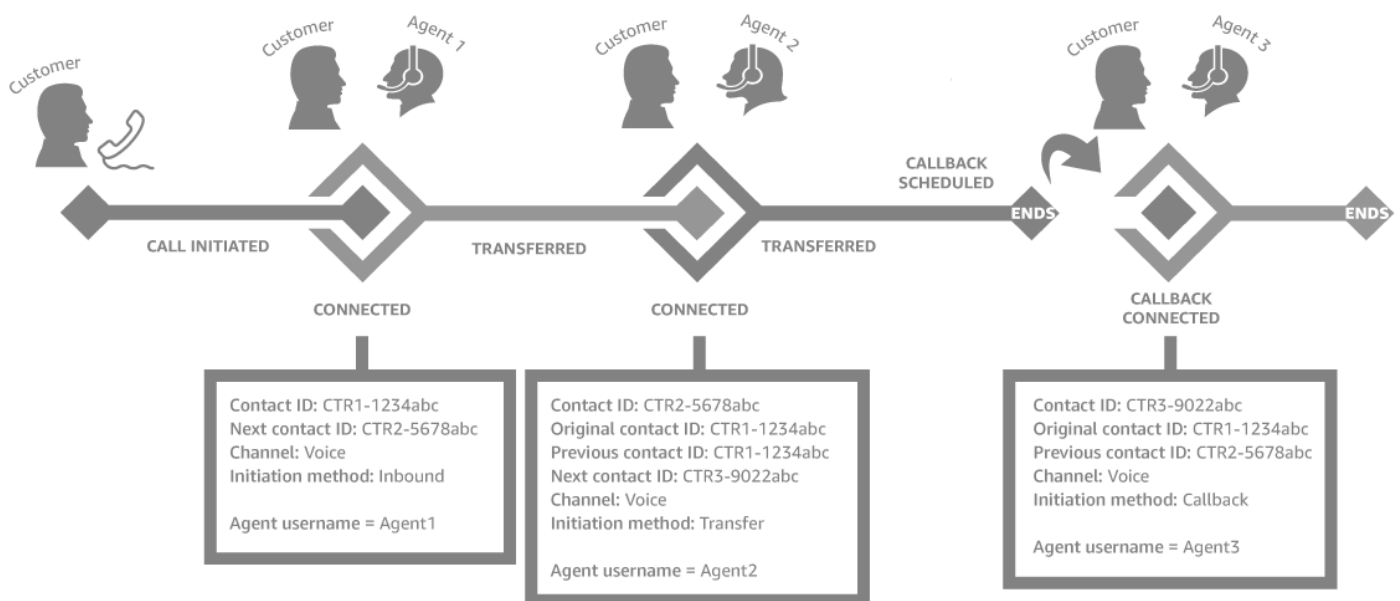 Customer
Customer
Agent 1
Customer
Agent 2
Customer
Agent 3
CALLBACK
SCHEDULED
ENDS
ENDS
CALL INITIATED
TRANSFERRED
TRANSFERRED
CONNECTED
CONNECTED
CALLBACK
CONNECTED
Contact ID: CTR1-1234abc
Next contact ID: CTR2-5678abc
Channel: Voice
Initiation method: Inbound
Agent username = Agent1
Contact ID: CTR2-5678abc
Original contact ID: CTR1-1234abc
Previous contact ID: CTR1-1234abc
Next contact ID: CTR3-9022abc
Channel: Voice
Initiation method: Transfer
Agent username = Agent2
Contact ID: CTR3-9022abc
Original contact ID: CTR1-1234abc
Previous contact ID: CTR2-5678abc
Channel: Voice
Initiation method: Callback
Agent username = Agent3